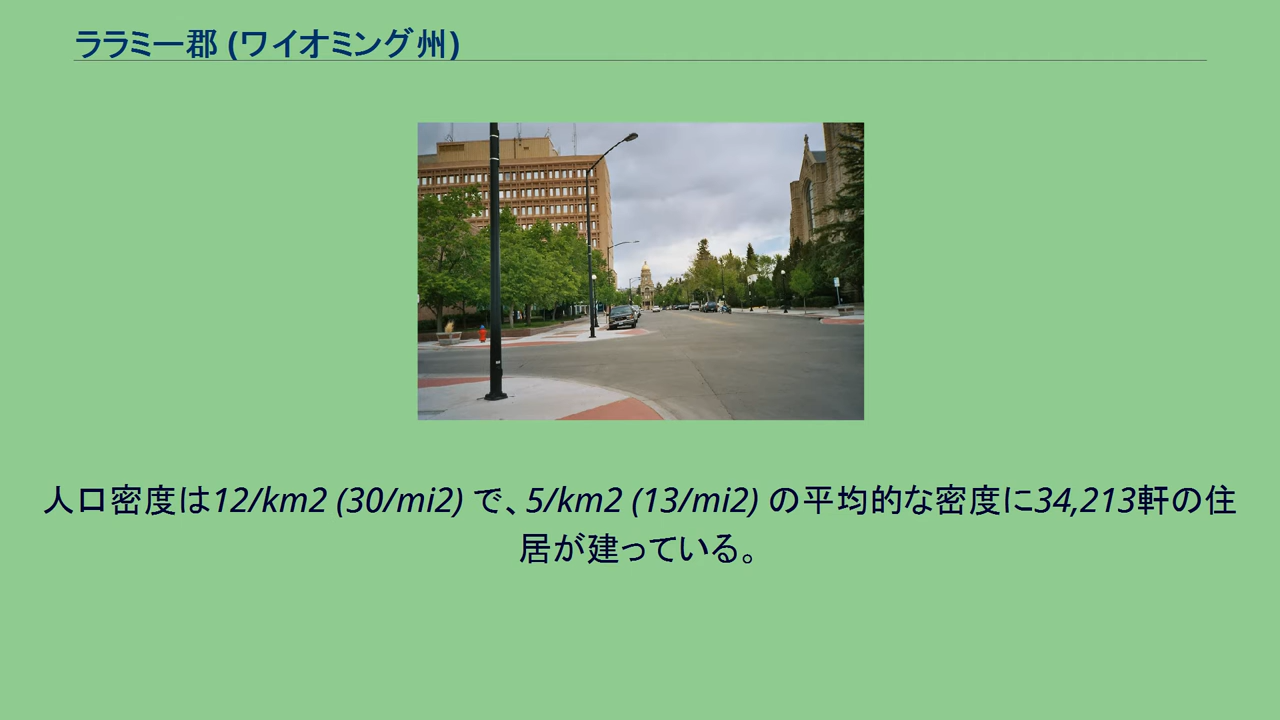 ララミー郡 (ワイオミング州)
人口密度は12/km2 (30/mi2) で、5/km2 (13/mi2) の平均的な密度に34,213軒の住
居が建っている。